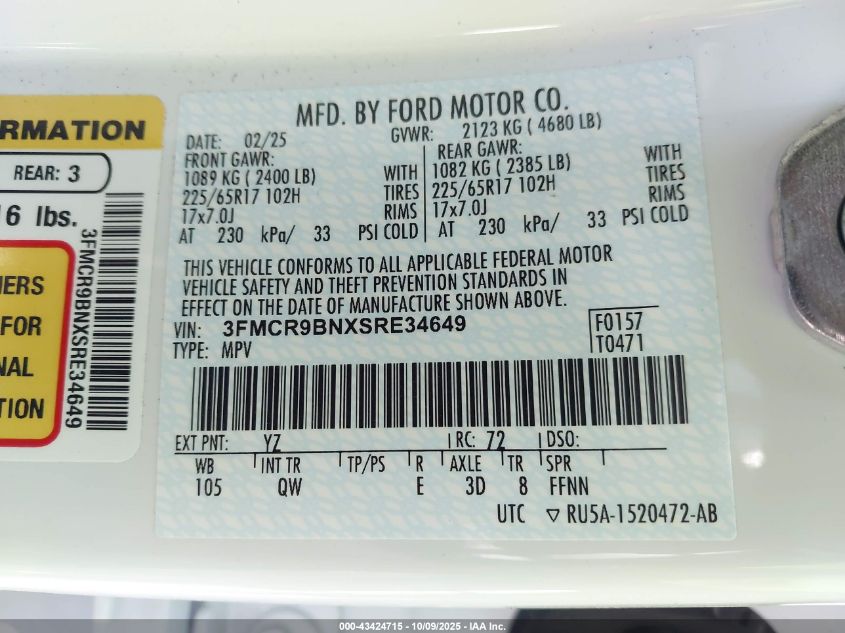 RMATION
REAR: 3
16 lbs.
3FMCR9BNXSRE34649
ERS
FOR
NAL
TION
MFD. BY FORD MOTOR CO.
DATE: 02/25 GVWR: 2123 KG ( 4680 LB)
FRONT GAWR: REAR GAWR:
1089 KG ( 2400 LB) WITH 1082 KG ( 2385 LB) WITH
225/65R17 102H TIRES 225/65R17 102H TIRES
17x7.0J RIMS 17x7.0J RIMS
AT 230 kPa/ 33 PSI COLD AT 230 kPa/ 33 PSI COLD
THIS VEHICLE CONFORMS TO ALL APPLICABLE FEDERAL MOTOR
VEHICLE SAFETY AND THEFT PREVENTION STANDARDS IN
EFFECT ON THE DATE OF MANUFACTURE SHOWN ABOVE.
VIN: 3FMCR9BNXSRE34649 F0157
TYPE: MPV T0471
EXT PNT: YZ RC: 72 DSO:
WB INT TR TP/PS R AXLE TR SPR
105 QW E 3D 8 FFNN
UTC ▽ RU5A-1520472-AB
000-43424715 - 10/09/2025 - IAA Inc.